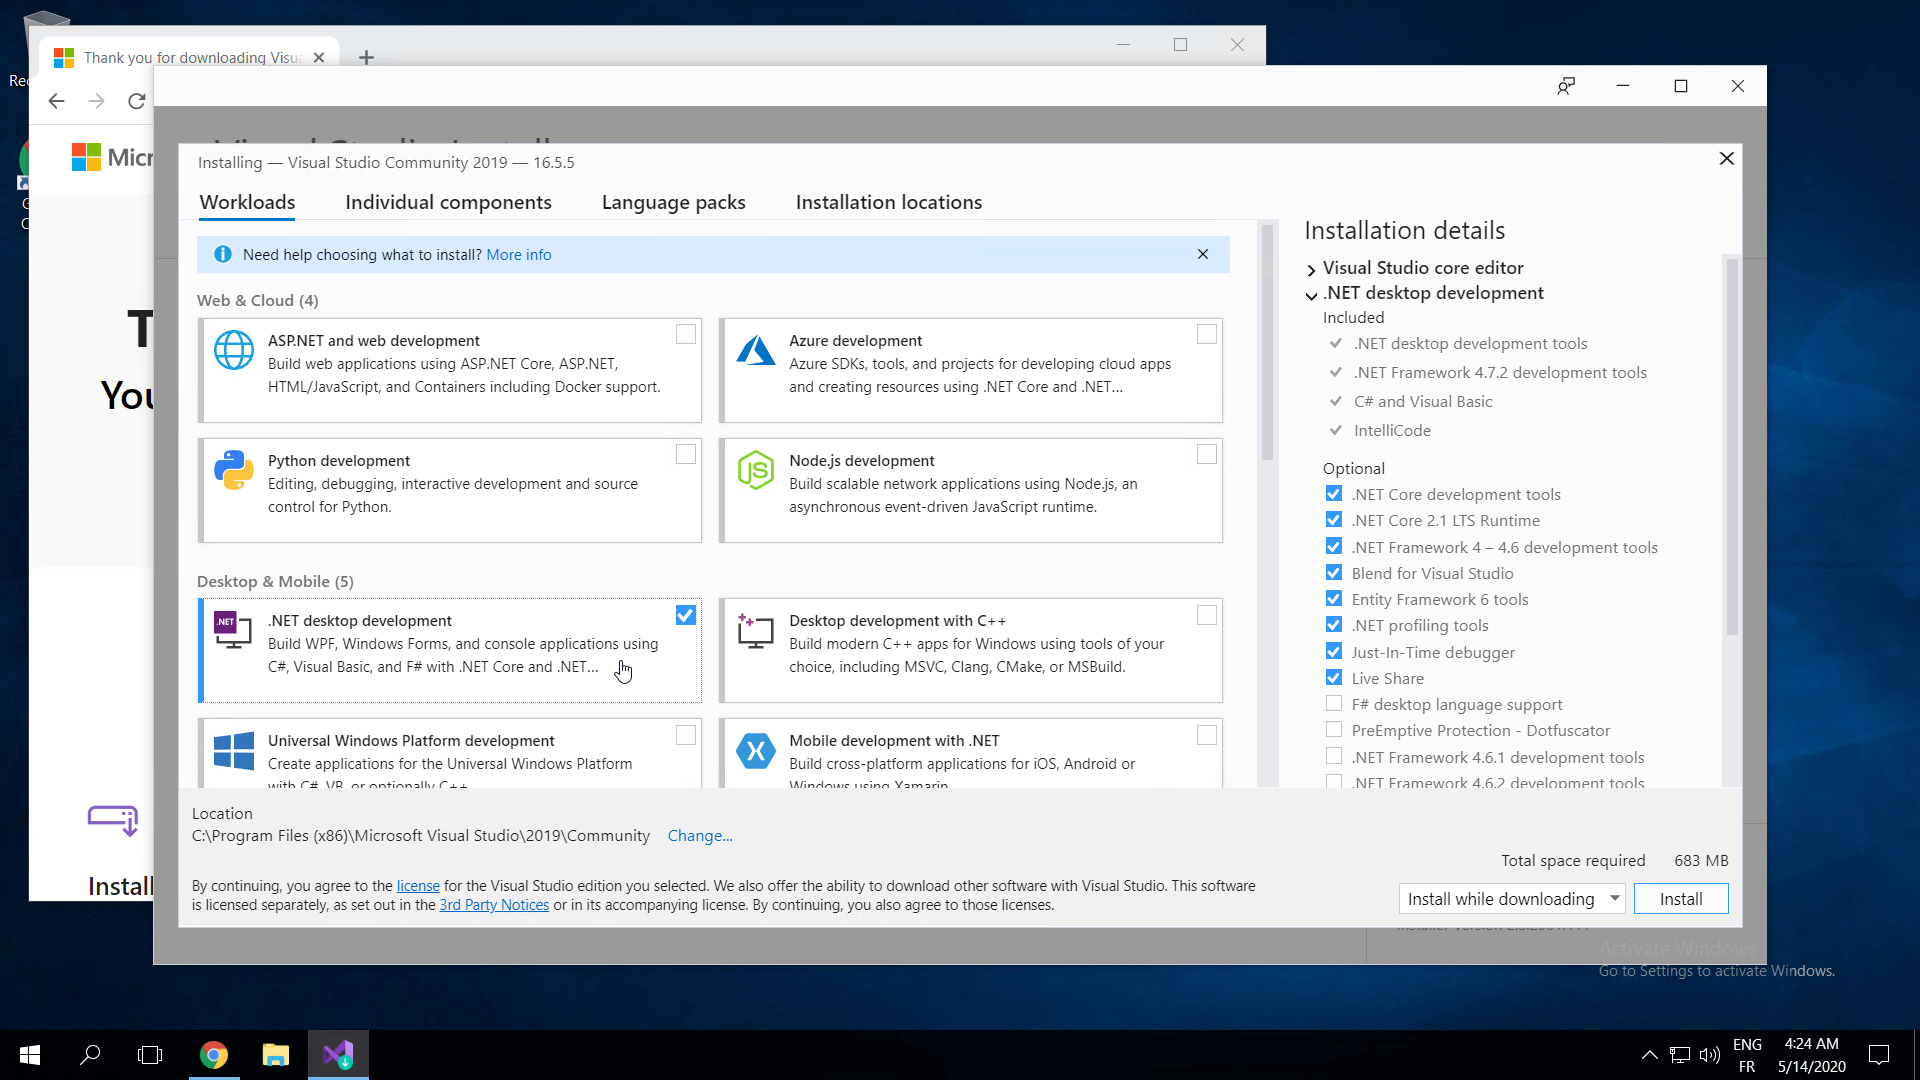 Thank you for downloading Visu
Micr
Installing — Visual Studio Community 2019 — 16.5.5
Workloads
Individual components
Language packs
Installation locations
Need help choosing what to install? More info
Web & Cloud (4)
ASP.NET and web development
Build web applications using ASP.NET Core, ASP.NET,
HTML/JavaScript, and Containers including Docker support.
Azure development
Azure SDKs, tools, and projects for developing cloud apps
and creating resources using .NET Core and .NET...
Python development
Editing, debugging, interactive development and source
control for Python.
Node.js development
Build scalable network applications using Node.js, an
asynchronous event-driven JavaScript runtime.
Desktop & Mobile (5)
.NET desktop development
Build WPF, Windows Forms, and console applications using
C#, Visual Basic, and F# with .NET Core and .NET...
Desktop development with C++
Build modern C++ apps for Windows using tools of your
choice, including MSVC, Clang, CMake, or MSBuild.
Universal Windows Platform development
Create applications for the Universal Windows Platform
with C#, VB, or optionally C++
Mobile development with .NET
Build cross-platform applications for iOS, Android or
Windows using Xamarin.
Installation details
Visual Studio core editor
.NET desktop development
Included
.NET desktop development tools
.NET Framework 4.7.2 development tools
C# and Visual Basic
IntelliCode
Optional
.NET Core development tools
.NET Core 2.1 LTS Runtime
.NET Framework 4 – 4.6 development tools
Blend for Visual Studio
Entity Framework 6 tools
.NET profiling tools
Just-In-Time debugger
Live Share
F# desktop language support
PreEmptive Protection - Dotfuscator
.NET Framework 4.6.1 development tools
.NET Framework 4.6.2 development tools
Location
C:\Program Files (x86)\Microsoft Visual Studio\2019\Community Change...
Total space required 683 MB
By continuing, you agree to the license for the Visual Studio edition you selected. We also offer the ability to download other software with Visual Studio. This software
is licensed separately, as set out in the 3rd Party Notices or in its accompanying license. By continuing, you also agree to those licenses.
Install while downloading
Install
You
Install
Activate Windows
Go to Settings to activate Windows.
ENG
FR
4:24 AM
5/14/2020